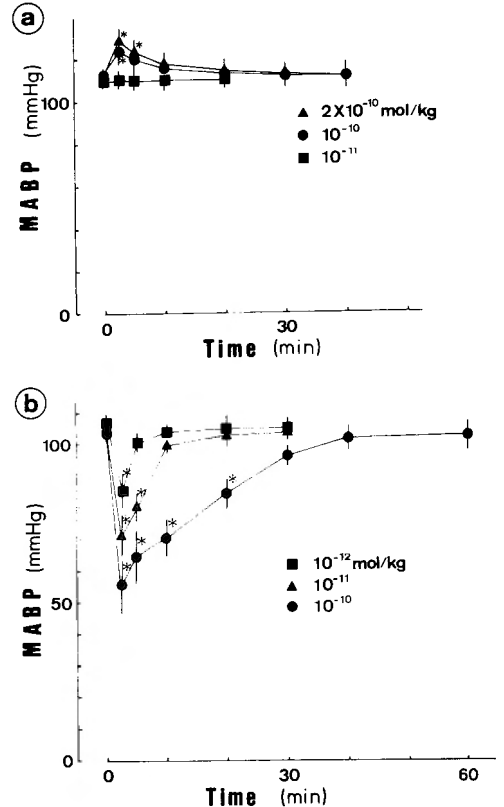 a
100
MABP (mmHg)
▲ 2X10⁻¹⁰ mol/kg
● 10⁻¹⁰
■ 10⁻¹¹
0
0 30
Time (min)
b
100
50
MABP (mmHg)
■ 10⁻¹² mol/kg
▲ 10⁻¹¹
● 10⁻¹⁰
0
0 30 60
Time (min)